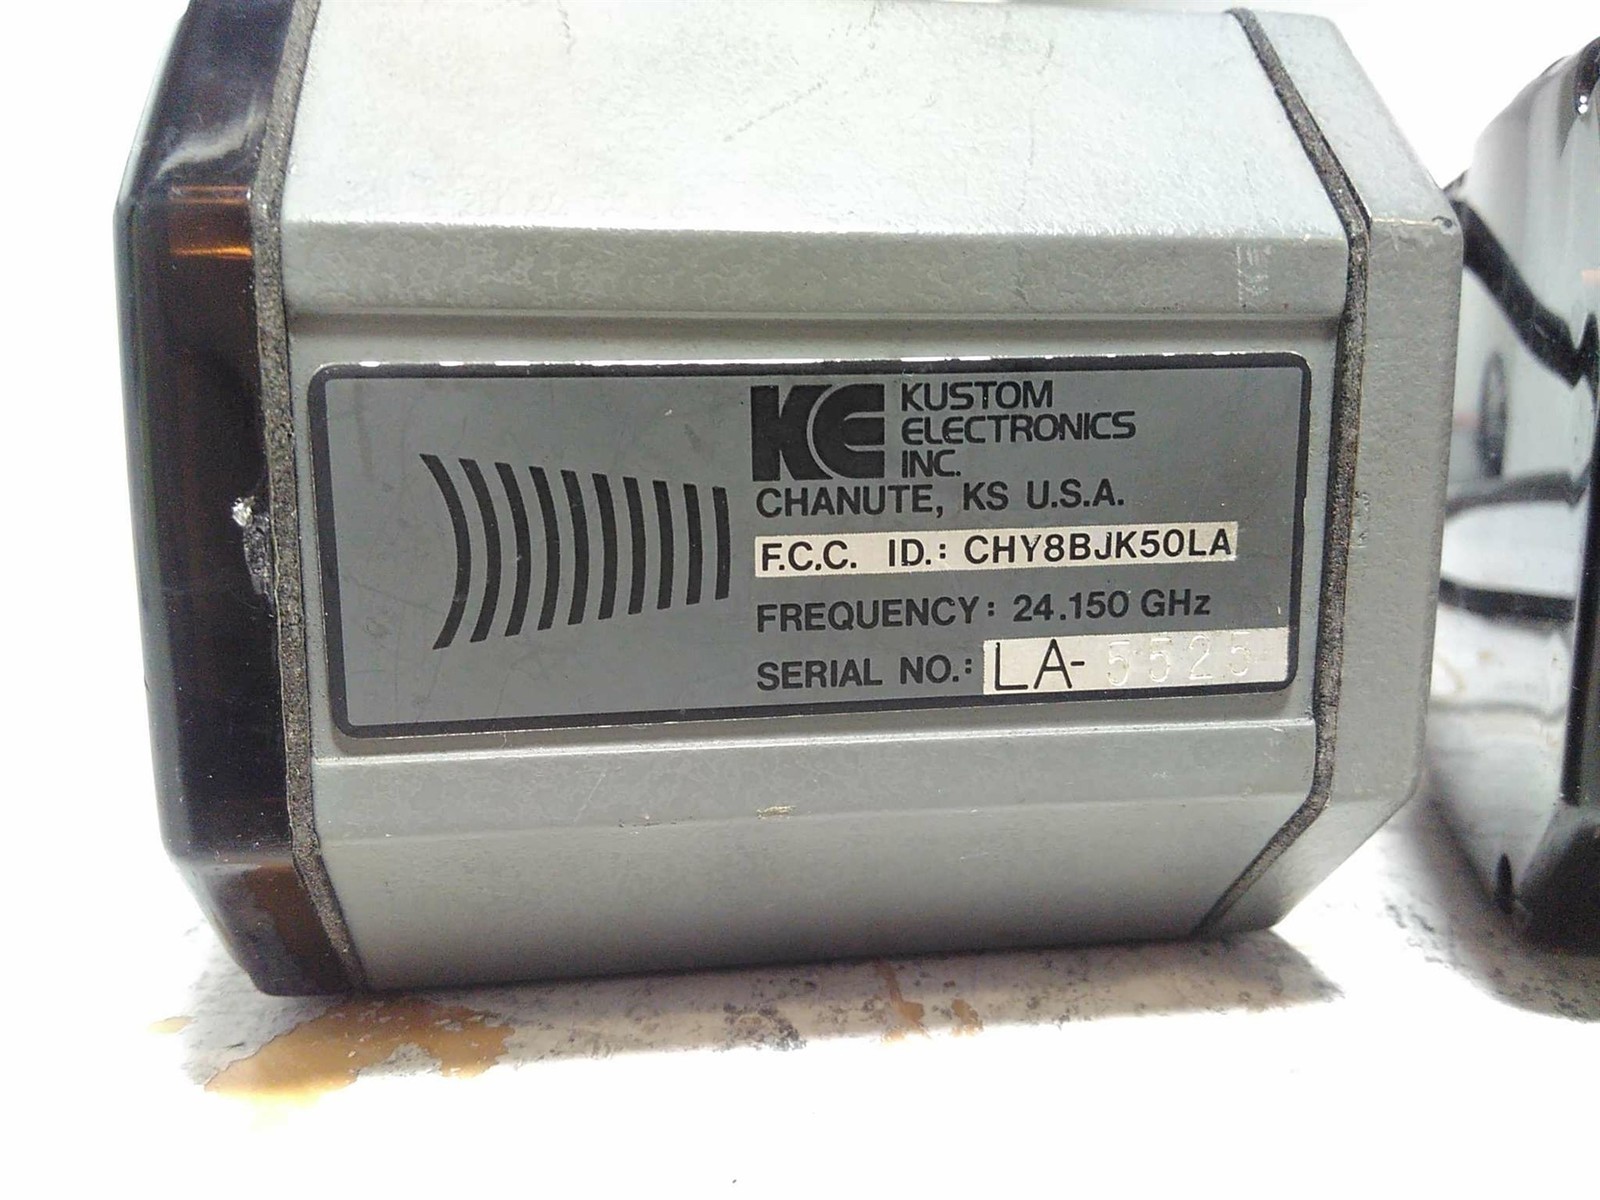 KE KUSTOM
ELECTRONICS
INC.
CHANUTE, KS U.S.A.
F.C.C. ID.: CHY8BJK50LA
FREQUENCY: 24.150 GHz
SERIAL NO.: LA- 5525